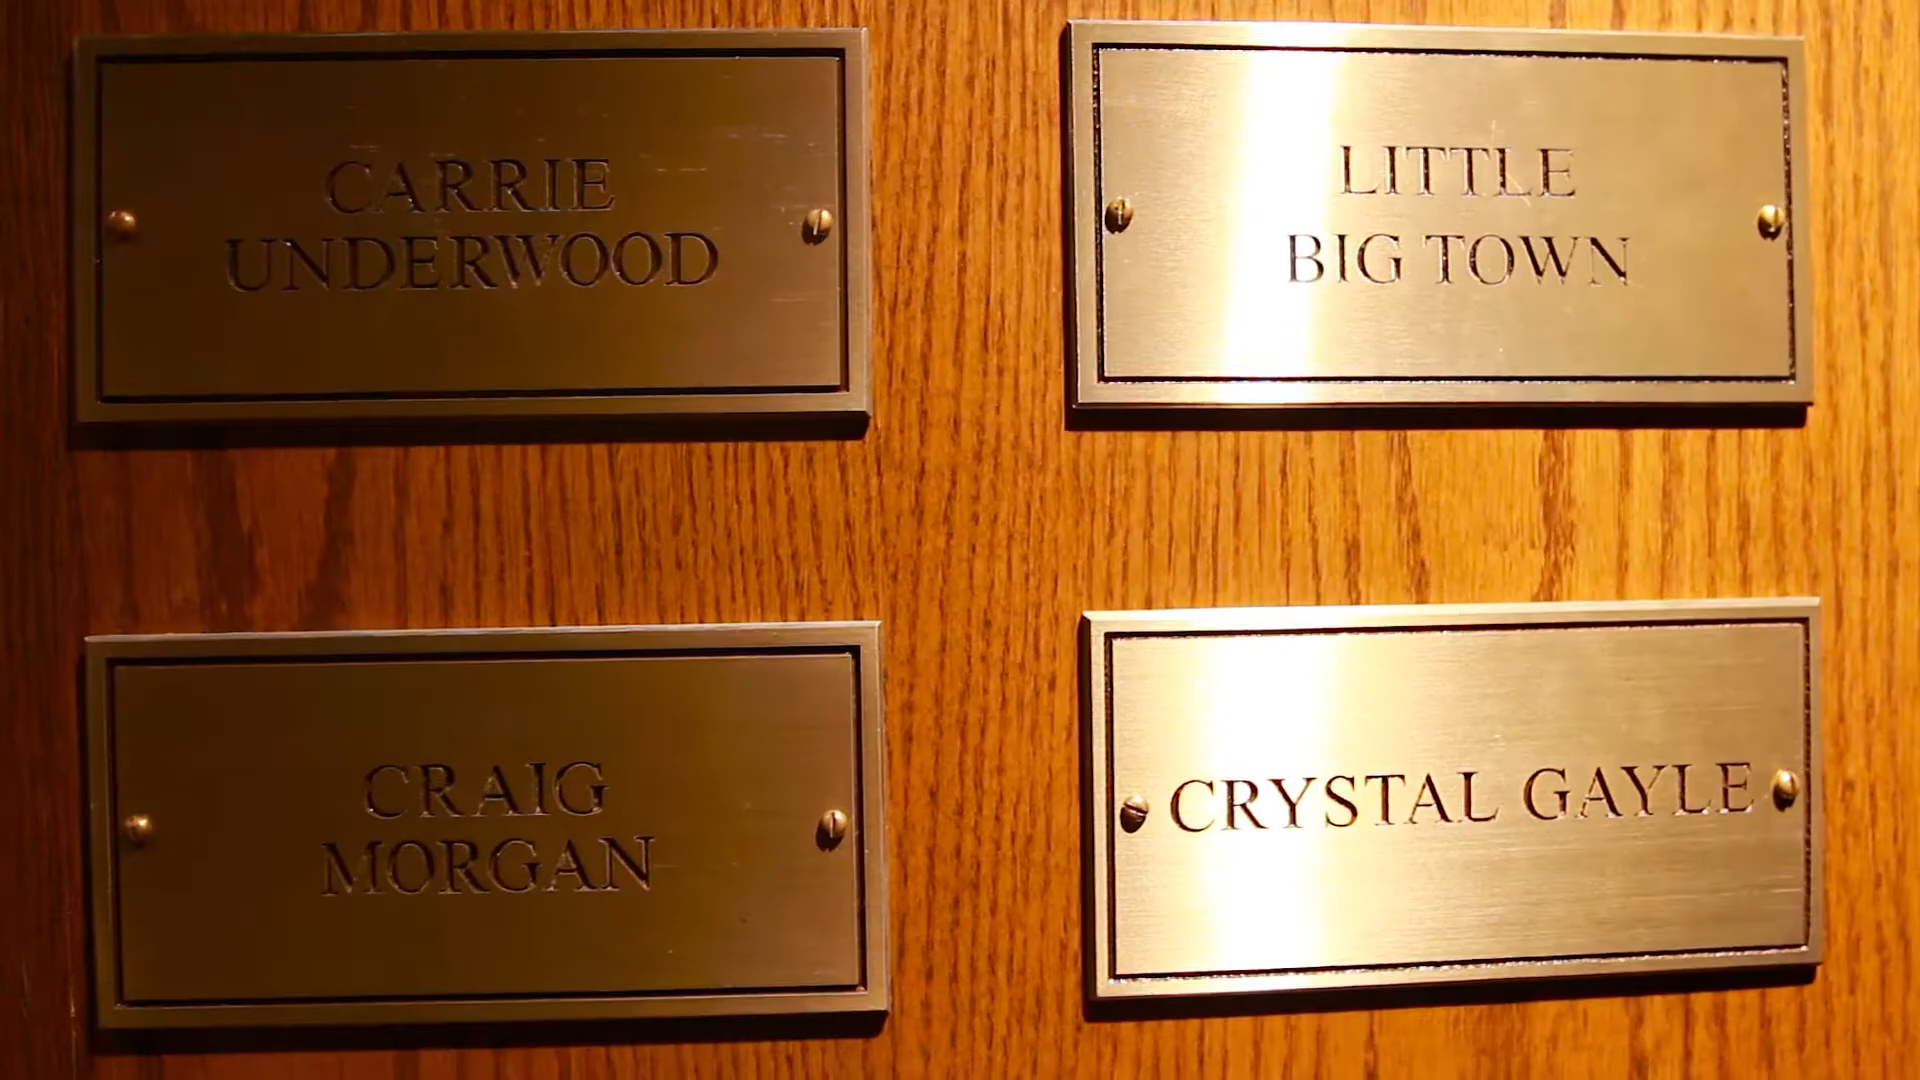 CARRIE
UNDERWOOD
LITTLE
BIG TOWN
CRAIG
MORGAN
CRYSTAL GAYLE